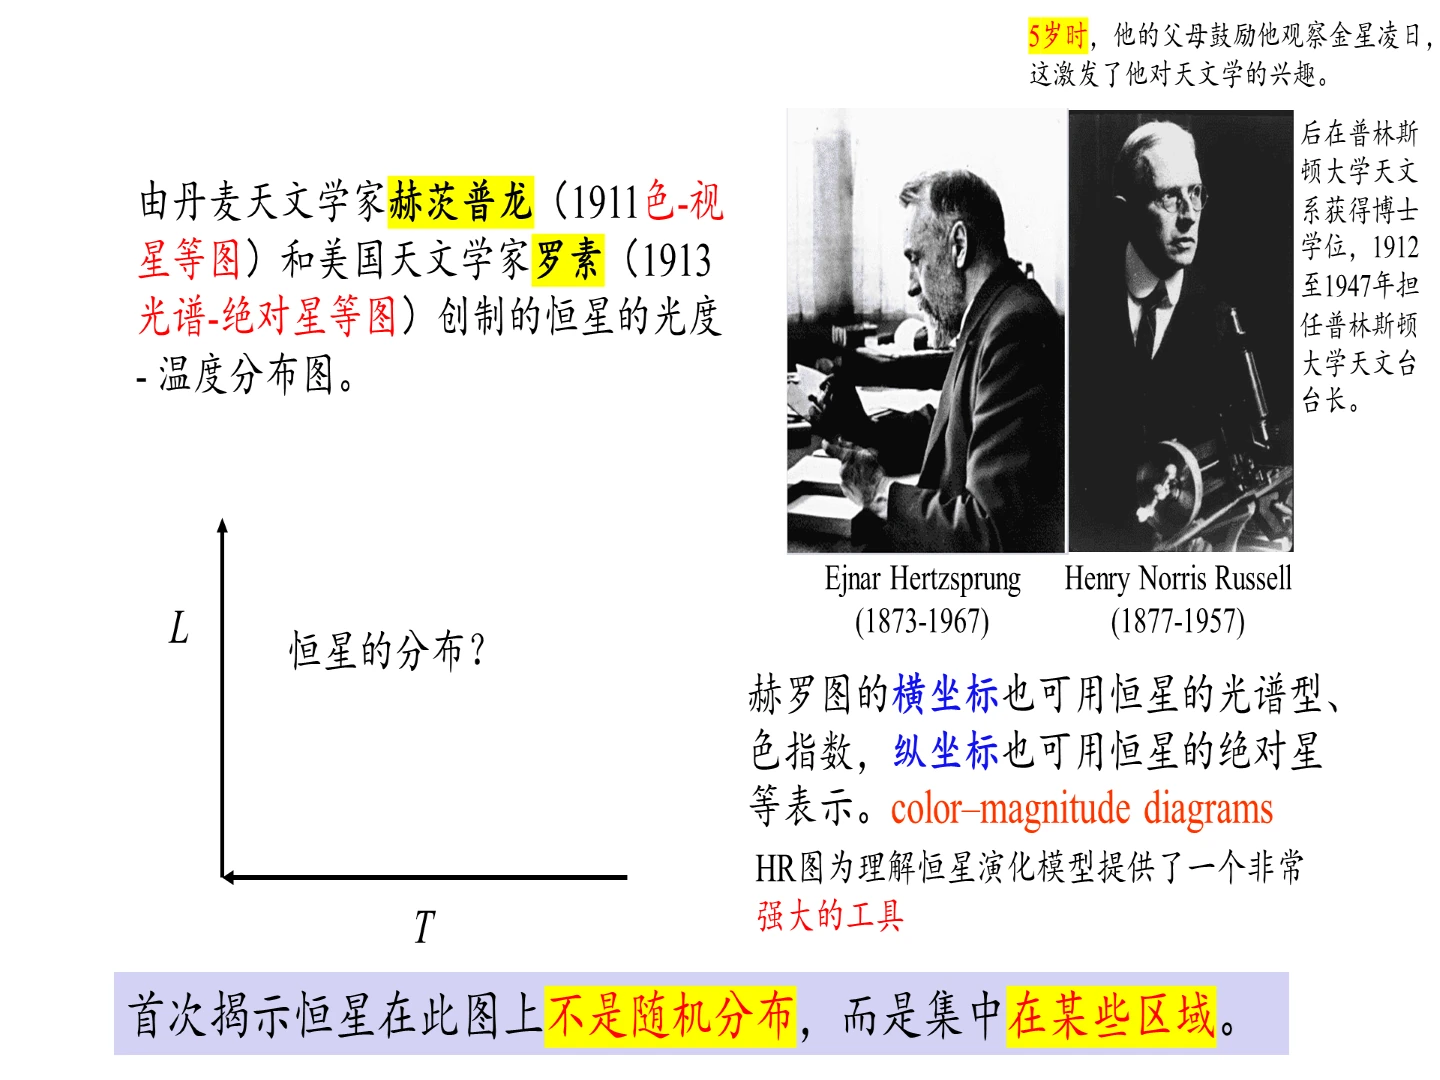 5岁时，他的父母鼓励他观察金星凌日，
这激发了他对天文学的兴趣。
后在普林斯
顿大学天文
系获得博士
学位，1912
至1947年担
任普林斯顿
大学天文台
台长。
由丹麦天文学家赫茨普龙（1911色-视
星等图）和美国天文学家罗素（1913
光谱-绝对星等图）创制的恒星的光度
- 温度分布图。
Ejnar Hertzsprung
(1873-1967)
Henry Norris Russell
(1877-1957)
L
恒星的分布？
T
赫罗图的横坐标也可用恒星的光谱型、
色指数，纵坐标也可用恒星的绝对星
等表示。color–magnitude diagrams
HR图为理解恒星演化模型提供了一个非常
强大的工具
首次揭示恒星在此图上不是随机分布，而是集中在某些区域。